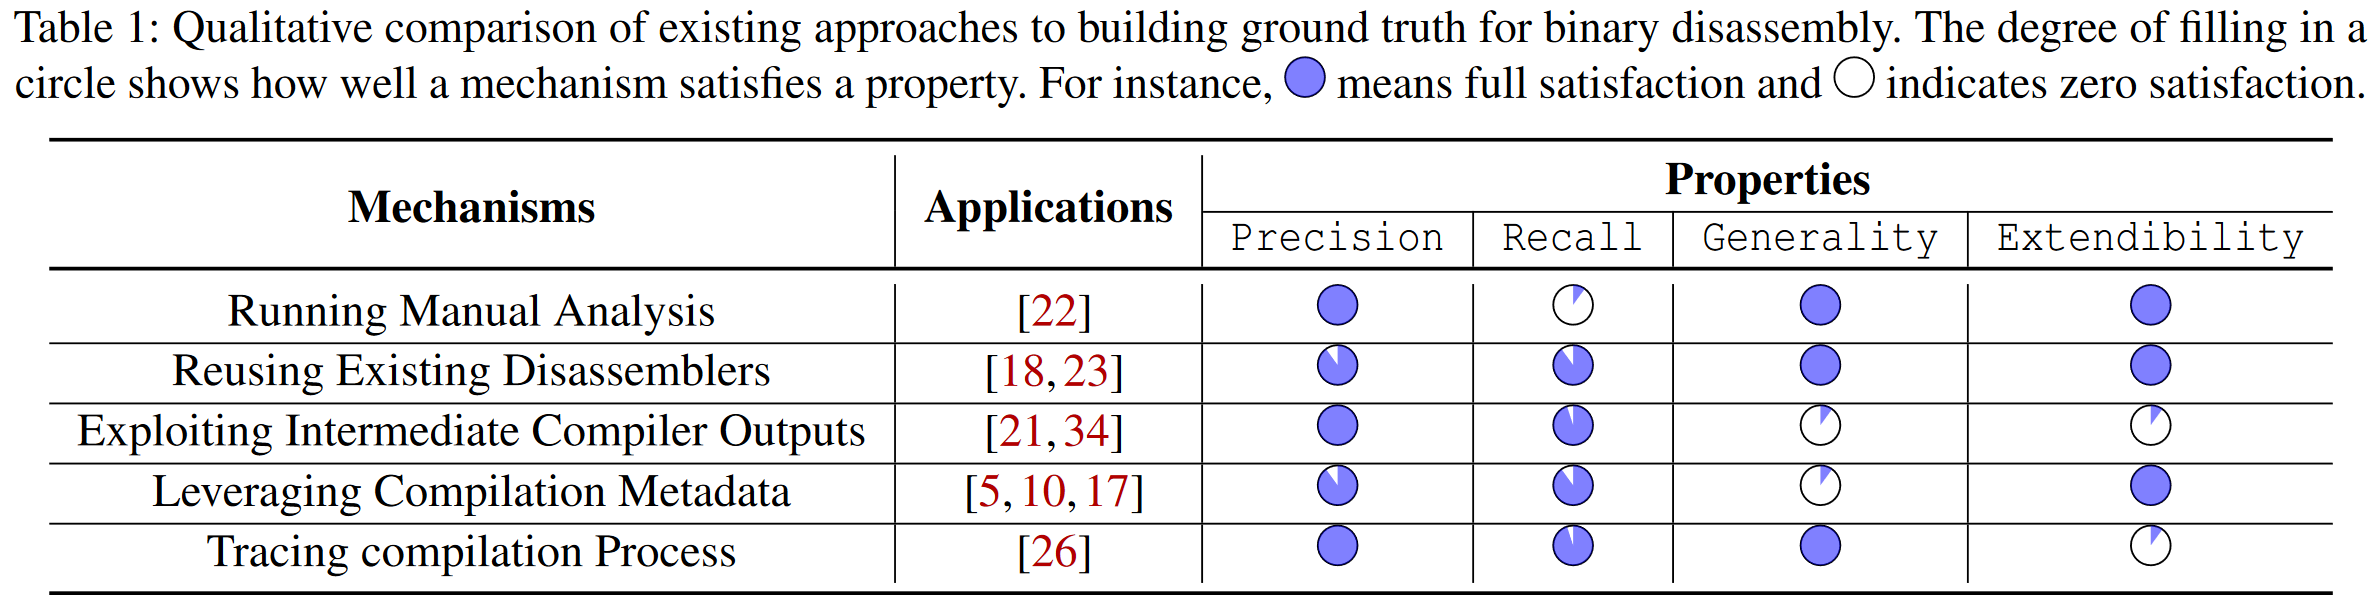 Table 1: Qualitative comparison of existing approaches to building ground truth for binary disassembly. The degree of filling in a
circle shows how well a mechanism satisfies a property. For instance, means full satisfaction and indicates zero satisfaction.
Mechanisms Applications Properties
Precision Recall Generality Extendibility
Running Manual Analysis [22]
Reusing Existing Disassemblers [18, 23]
Exploiting Intermediate Compiler Outputs [21, 34]
Leveraging Compilation Metadata [5, 10, 17]
Tracing compilation Process [26]